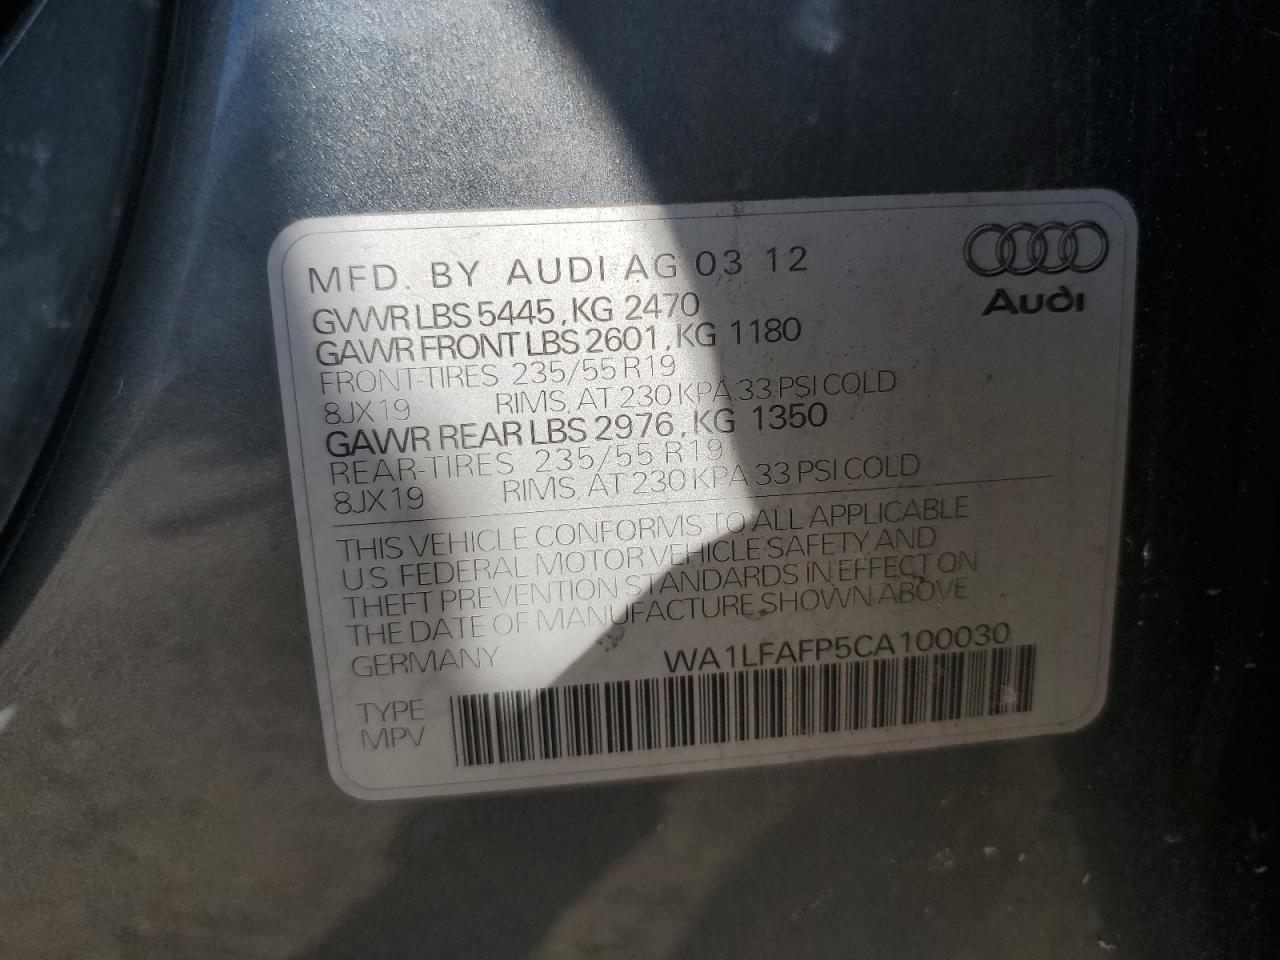 MFD. BY AUDI AG 03 12
Audi
GVWR LBS 5445, KG 2470
GAWR FRONT LBS 2601, KG 1180
FRONT-TIRES 235/55 R19
8JX19 RIMS, AT 230 KPA 33 PSI COLD
GAWR REAR LBS 2976, KG 1350
REAR-TIRES 235/55 R19
8JX19 RIMS, AT 230 KPA 33 PSI COLD
THIS VEHICLE CONFORMS TO ALL APPLICABLE
U.S. FEDERAL MOTOR VEHICLE SAFETY AND
THEFT PREVENTION STANDARDS IN EFFECT ON
THE DATE OF MANUFACTURE SHOWN ABOVE
GERMANY WA1LFAFP5CA100030
TYPE
MPV